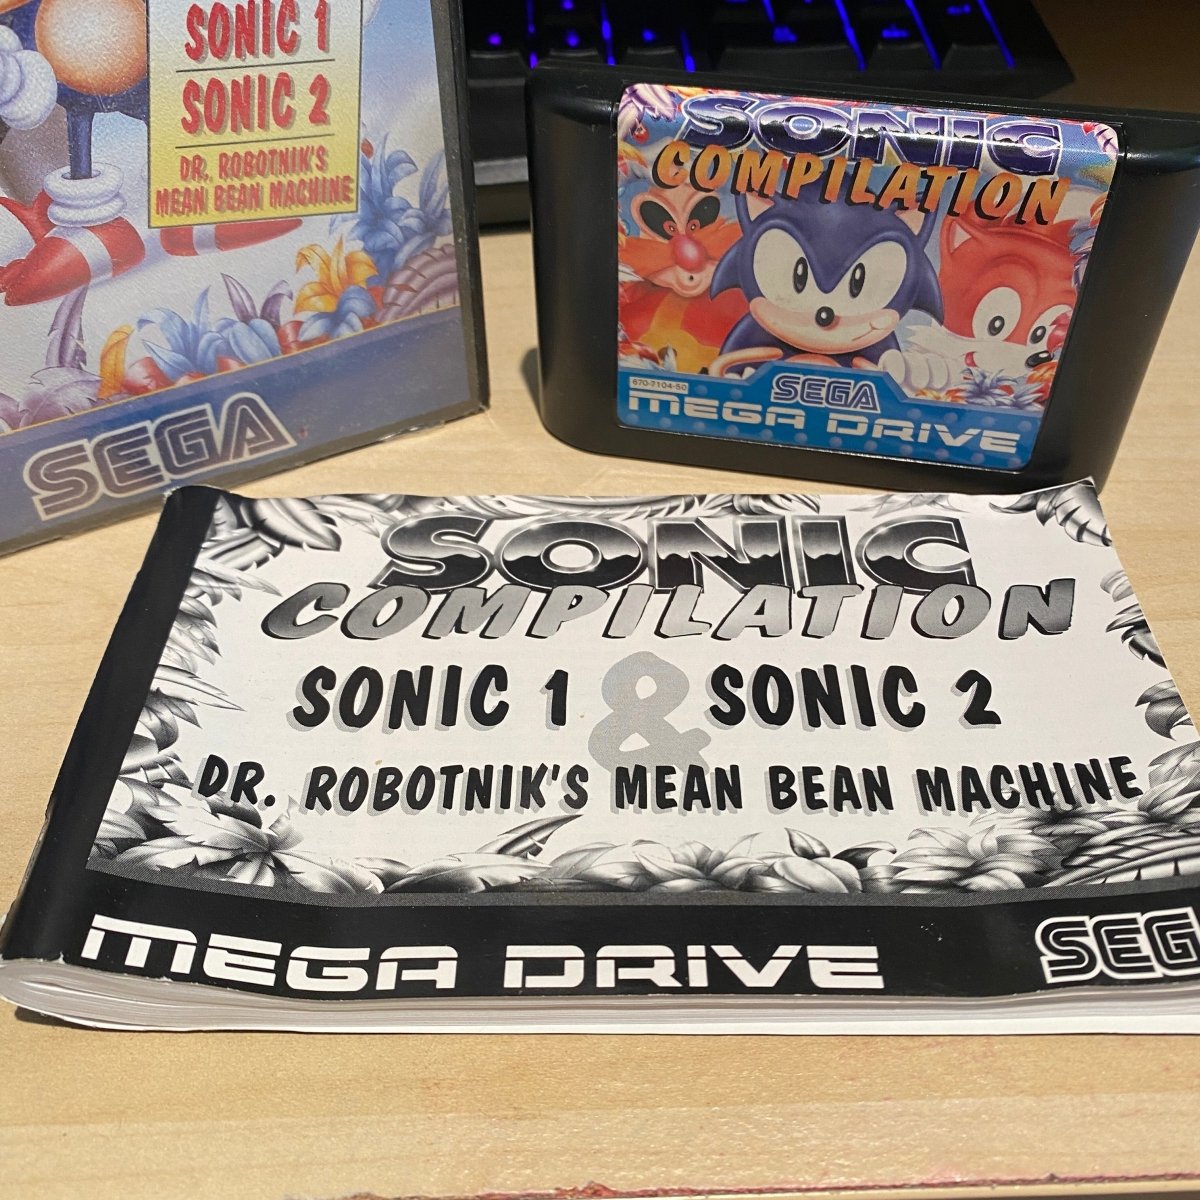 SONIC 1
SONIC 2
DR. ROBOTNIK'S
MEAN BEAN MACHINE
SEGA
SONIC
COMPILATION
670-7104-50
SEGA
MEGA DRIVE
SONIC
COMPILATION
SONIC 1 & SONIC 2
DR. ROBOTNIK'S MEAN BEAN MACHINE
MEGA DRIVE
SEG